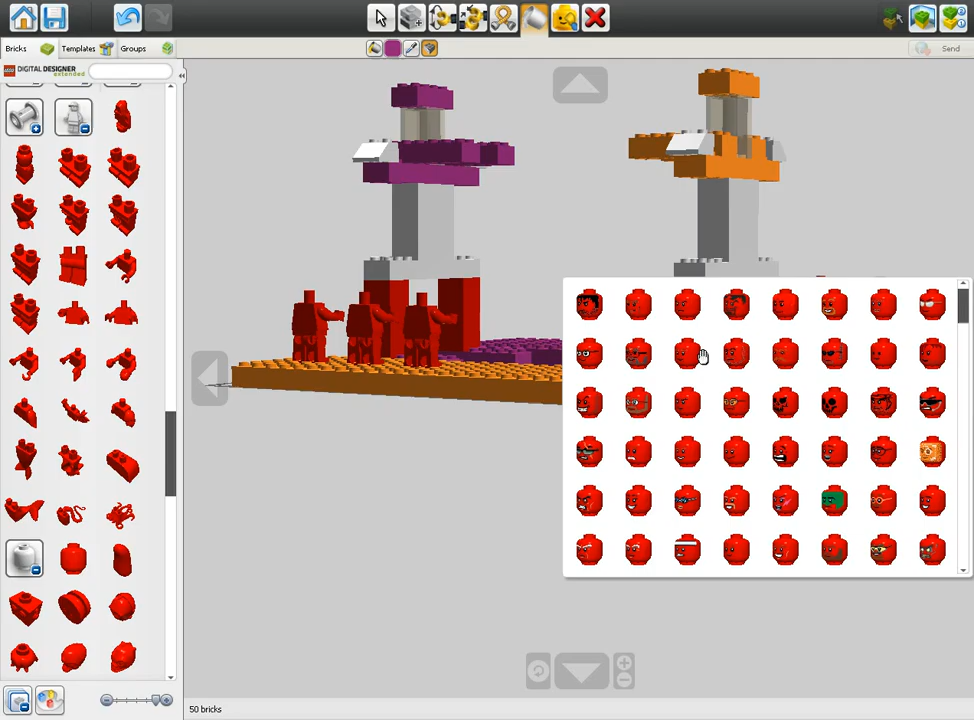 Bricks
Templates
Groups
Send
LEGO DIGITAL DESIGNER
extended
50 bricks